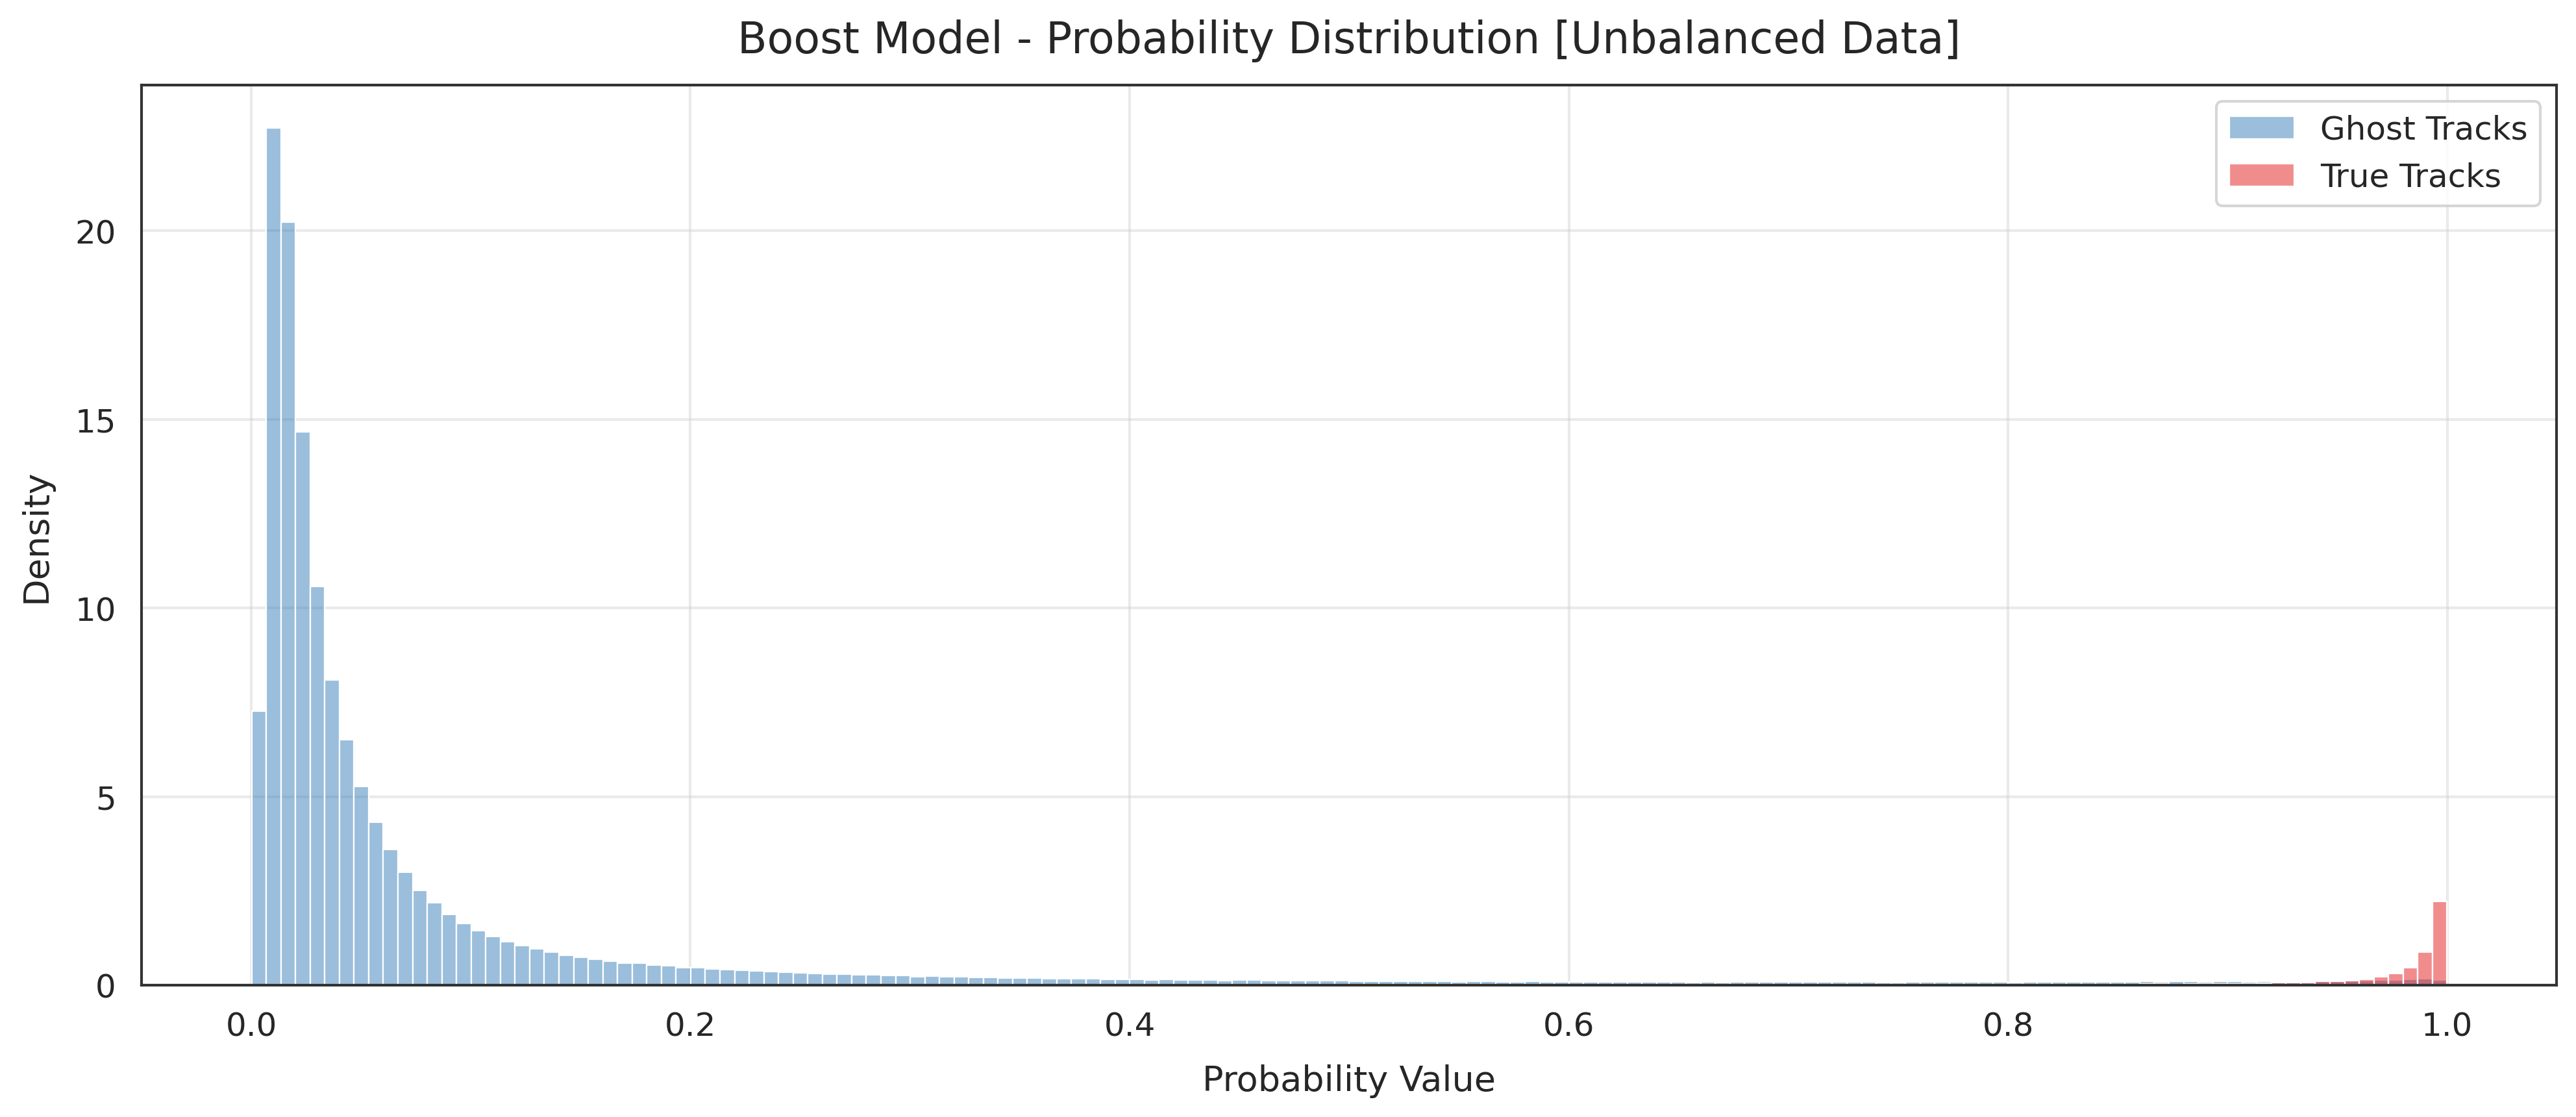 Boost Model - Probability Distribution [Unbalanced Data]
Ghost Tracks
True Tracks
Density
20
15
10
5
0
0.0 0.2 0.4 0.6 0.8 1.0
Probability Value